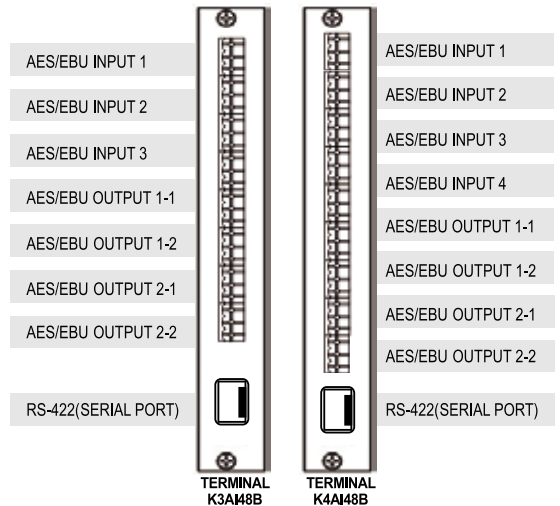 AES/EBU INPUT 1
AES/EBU INPUT 2
AES/EBU INPUT 3
AES/EBU OUTPUT 1-1
AES/EBU OUTPUT 1-2
AES/EBU OUTPUT 2-1
AES/EBU OUTPUT 2-2
RS-422(SERIAL PORT)
TERMINAL
K3AI48B
AES/EBU INPUT 1
AES/EBU INPUT 2
AES/EBU INPUT 3
AES/EBU INPUT 4
AES/EBU OUTPUT 1-1
AES/EBU OUTPUT 1-2
AES/EBU OUTPUT 2-1
AES/EBU OUTPUT 2-2
RS-422(SERIAL PORT)
TERMINAL
K4AI48B